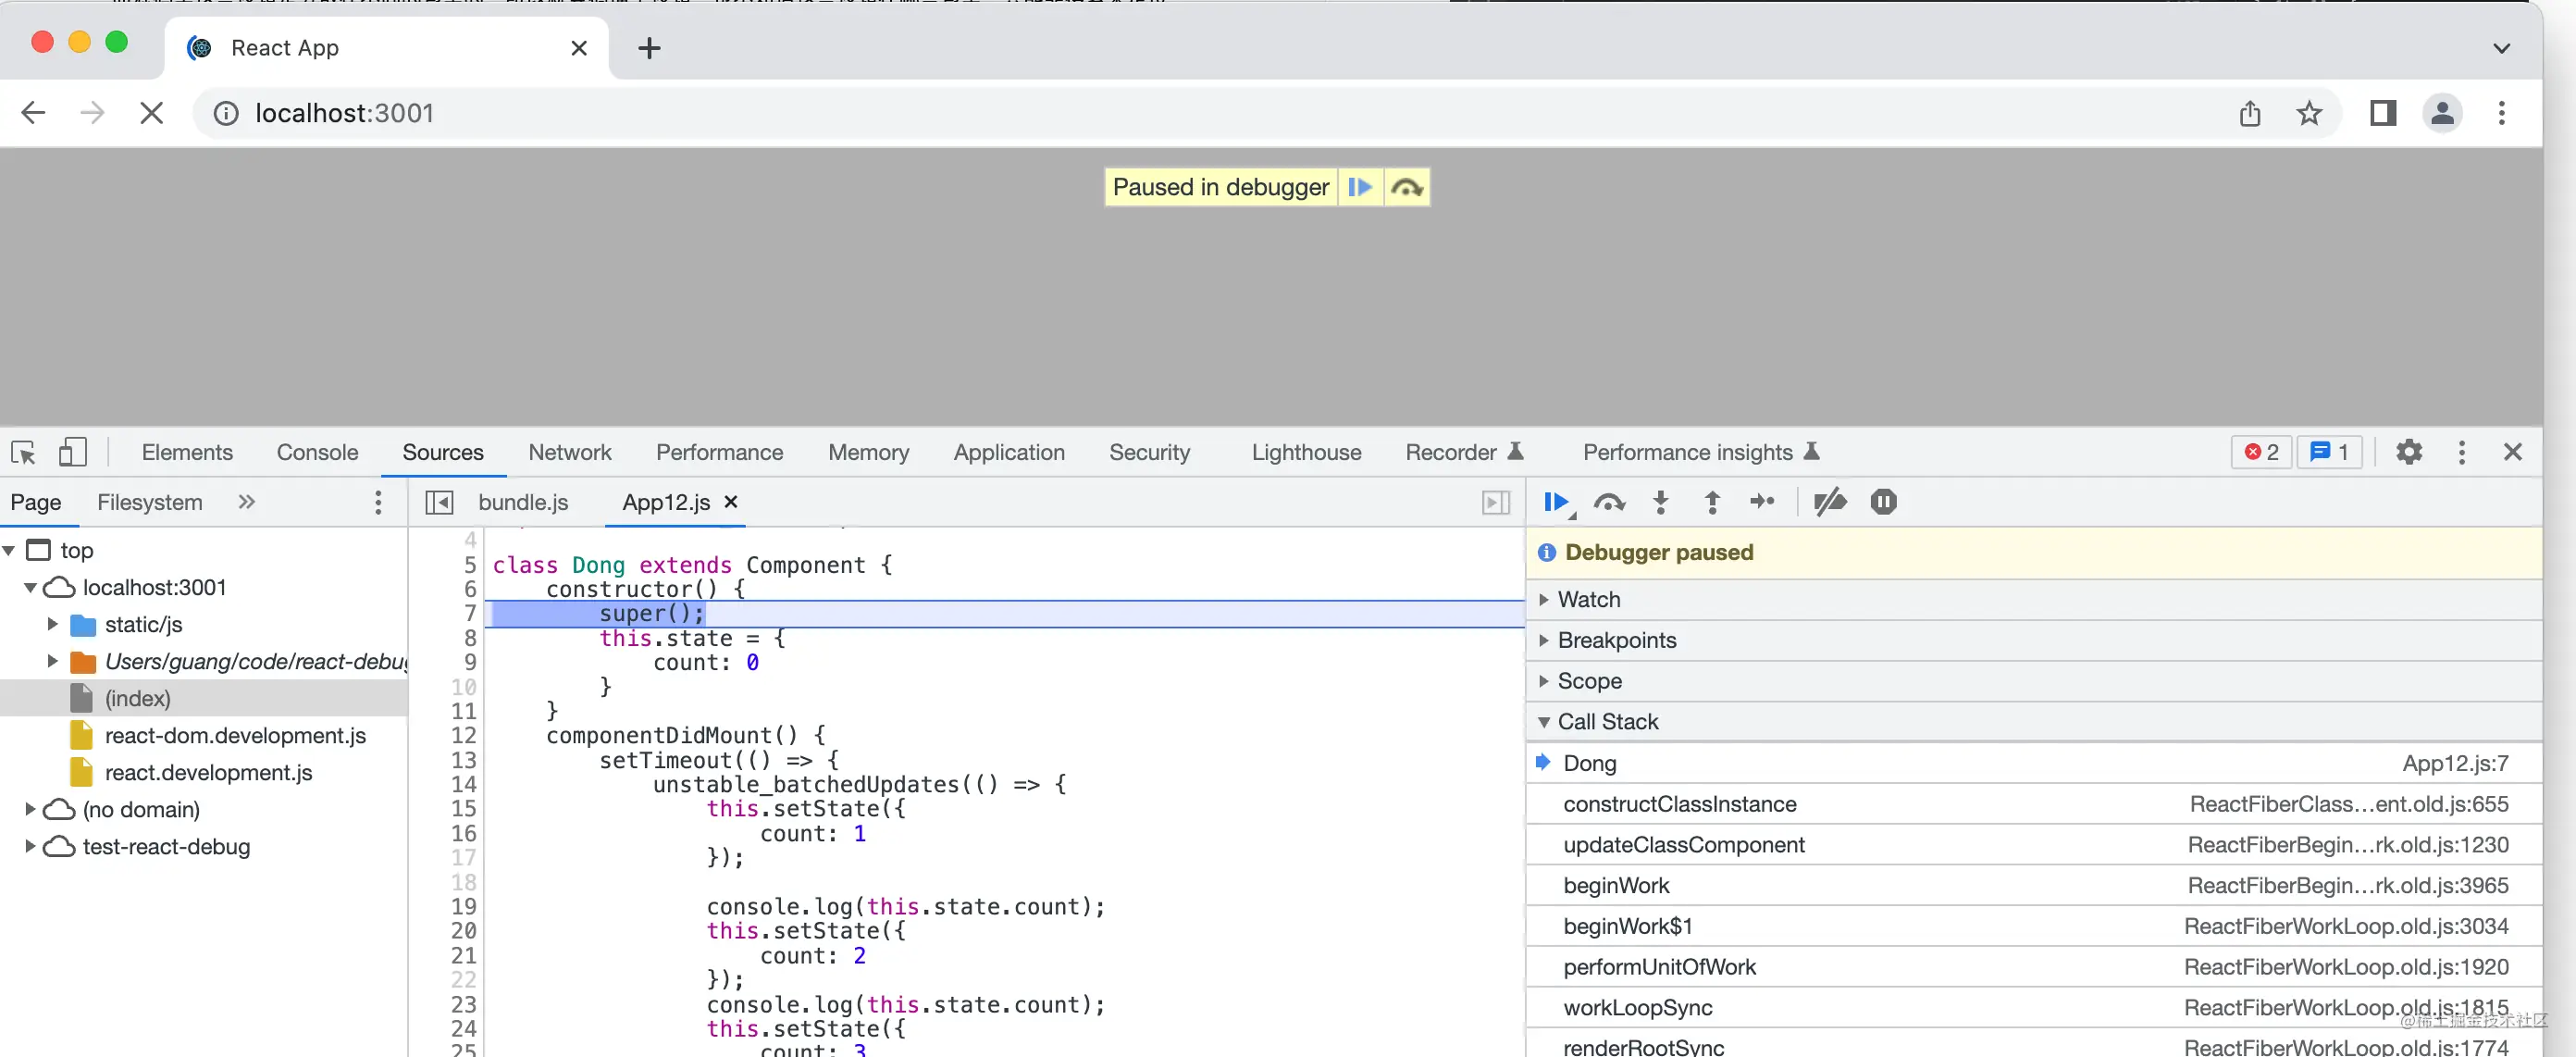 React App
localhost:3001
Paused in debugger
Elements Console Sources Network Performance Memory Application Security Lighthouse Recorder Performance insights 2 1
Page Filesystem
top
localhost:3001
static/js
Users/guang/code/react-debug
(index)
react-dom.development.js
react.development.js
(no domain)
test-react-debug
bundle.js App12.js
4
5 class Dong extends Component {
6 constructor() {
7 super();
8 this.state = {
9 count: 0
10 }
11 }
12 componentDidMount() {
13 setTimeout(() => {
14 unstable_batchedUpdates(() => {
15 this.setState({
16 count: 1
17 });
18
19 console.log(this.state.count);
20 this.setState({
21 count: 2
22 });
23 console.log(this.state.count);
24 this.setState({
25 count: 3
Debugger paused
Watch
Breakpoints
Scope
Call Stack
Dong App12.js:7
constructClassInstance ReactFiberClass…ent.old.js:655
updateClassComponent ReactFiberBegin…rk.old.js:1230
beginWork ReactFiberBegin…rk.old.js:3965
beginWork$1 ReactFiberWorkLoop.old.js:3034
performUnitOfWork ReactFiberWorkLoop.old.js:1920
workLoopSync ReactFiberWorkLoop.old.js:1815
renderRootSync ReactFiberWorkLoop.old.js:1774
@稀土掘金技术社区